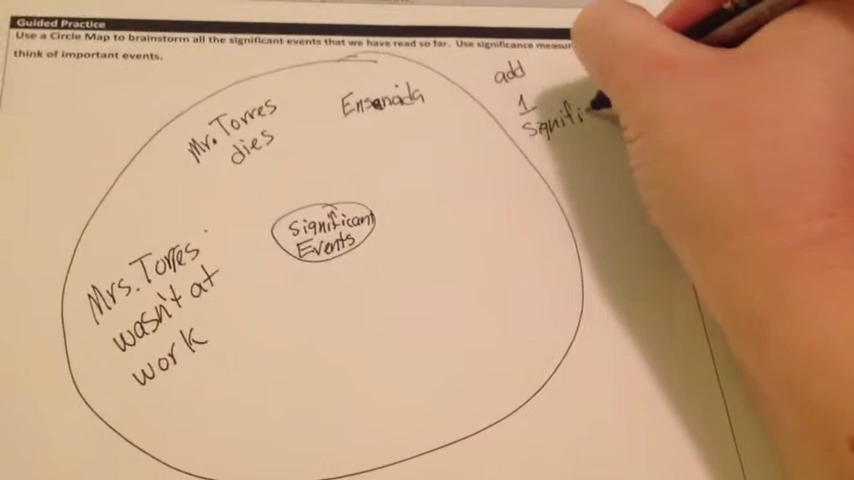 Guided Practice
Use a Circle Map to brainstorm all the significant events that we have read so far. Use significance
think of important events.
Mr. Torres
dies
Ensenada
add
1
Signifi
Significant
Events
Mrs. Torres
wasn't at
work